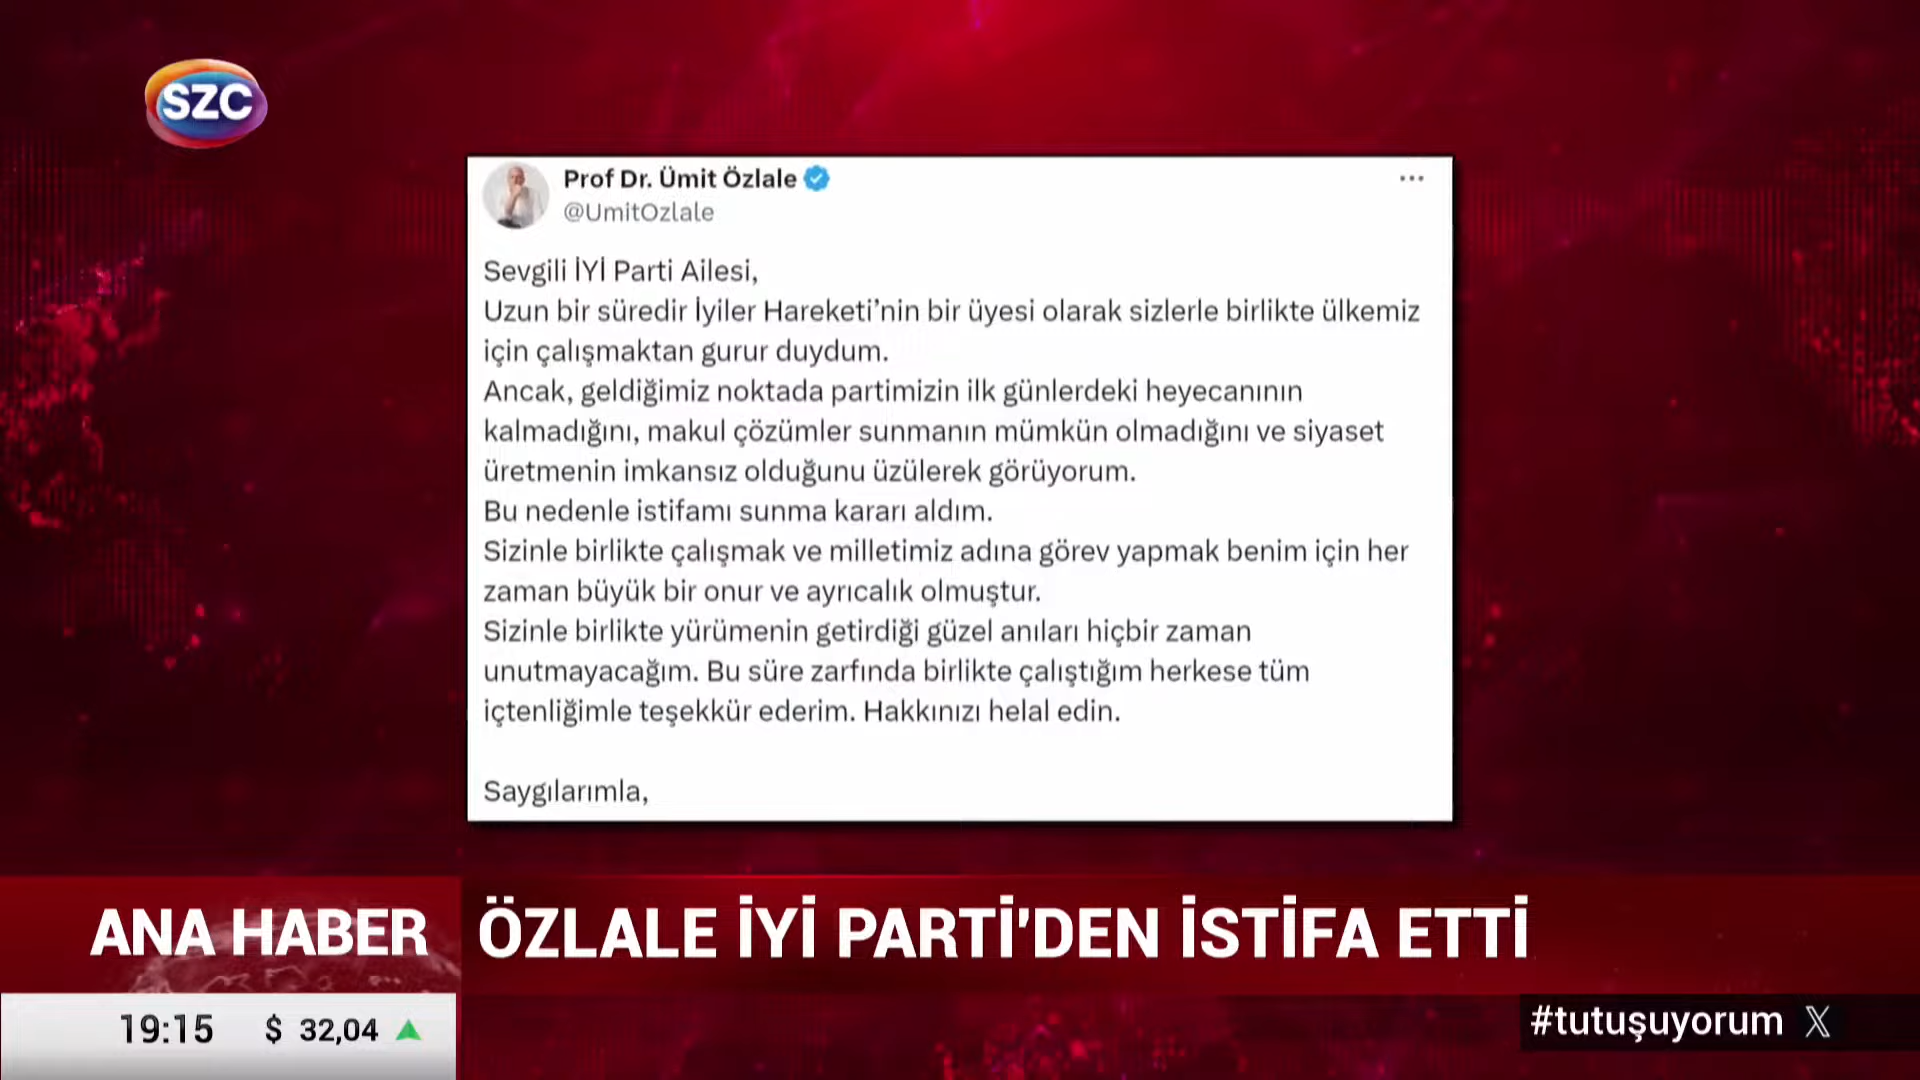 SZC
Prof Dr. Ümit Özlale
@UmitOzlale
Sevgili İYİ Parti Ailesi,
Uzun bir süredir İyiler Hareketi’nin bir üyesi olarak sizlerle birlikte ülkemiz
için çalışmaktan gurur duydum.
Ancak, geldiğimiz noktada partimizin ilk günlerdeki heyecanının
kalmadığını, makul çözümler sunmanın mümkün olmadığını ve siyaset
üretmenin imkansız olduğunu üzülerek görüyorum.
Bu nedenle istifamı sunma kararı aldım.
Sizinle birlikte çalışmak ve milletimiz adına görev yapmak benim için her
zaman büyük bir onur ve ayrıcalık olmuştur.
Sizinle birlikte yürümenin getirdiği güzel anıları hiçbir zaman
unutmayacağım. Bu süre zarfında birlikte çalıştığım herkese tüm
içtenliğimle teşekkür ederim. Hakkınızı helal edin.
Saygılarımla,
ANA HABER
ÖZLALE İYİ PARTİ'DEN İSTİFA ETTİ
19:15 $ 32,04
#tutuşuyorum X